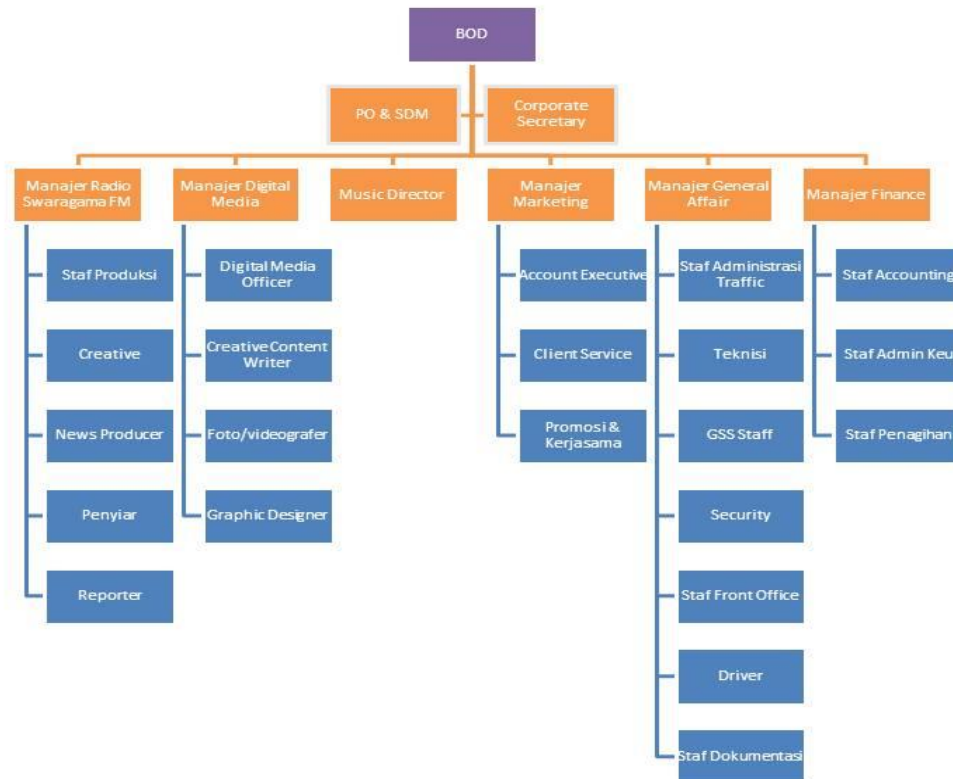 BOD
PO & SDM
Corporate
Secretary
Manajer Radio
Swaragama FM
Manajer Digital
Media
Music Director
Manajer
Marketing
Manajer General
Affair
Manajer Finance
Staf Produksi
Creative
News Producer
Penyiar
Reporter
Digital Media
Officer
Creative Content
Writer
Foto/videografer
Graphic Designer
Account Executive
Client Service
Promosi &
Kerjasama
Staf Administrasi
Traffic
Teknisi
GSS Staff
Security
Staf Front Office
Driver
Staf Dokumentasi
Staf Accounting
Staf Admin Keu
Staf Penagihan